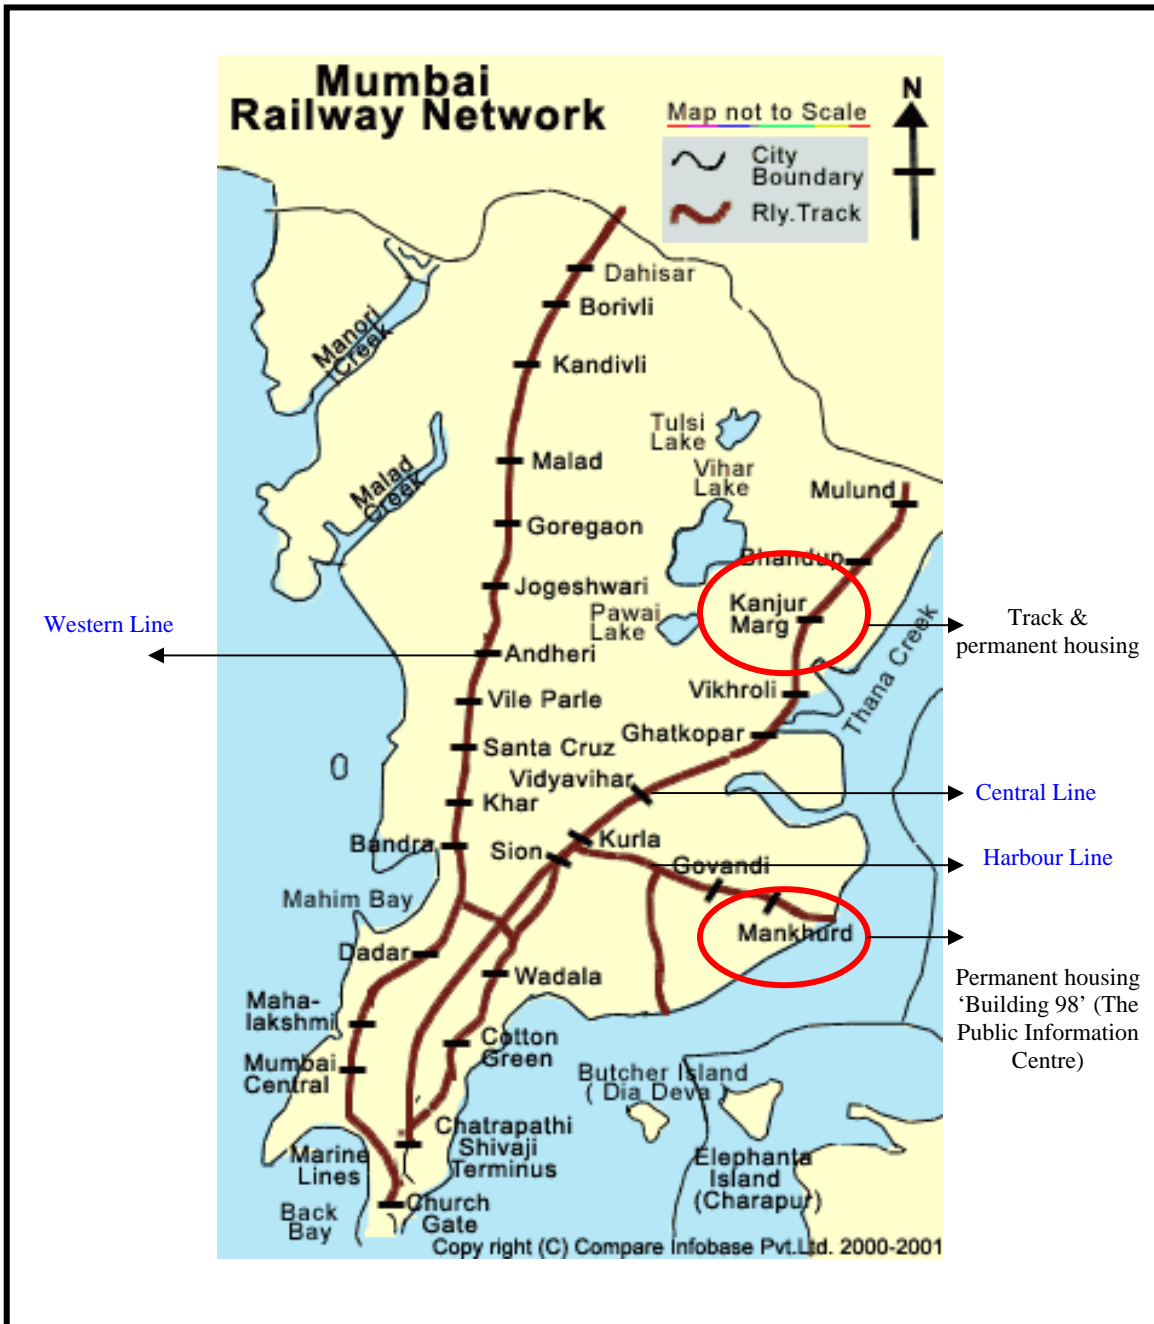 Mumbai
Railway Network
Map not to Scale
N
City
Boundary
Rly.Track
Dahisar
Borivli
Manori
Creek
Kandivli
Tulsi
Lake
Malad
Vihar
Lake
Malad
Creek
Mulund
Goregaon
Bhandup
Jogeshwari
Kanjur
Marg
Pawai
Lake
Thana Creek
Western Line
Track &
permanent housing
Andheri
Vikhroli
Vile Parle
Ghatkopar
Santa Cruz
Vidyavihar
Central Line
Khar
Bandra
Sion
Kurla
Harbour Line
Govandi
Mahim Bay
Mankhurd
Dadar
Wadala
Permanent housing
‘Building 98’ (The
Public Information
Centre)
Maha-
lakshmi
Cotton
Green
Mumbai
Central
Butcher Island
( Dia Deva )
Chatrapathi
Shivaji
Terminus
Marine
Lines
Elephanta
Island
(Charapur)
Church
Gate
Back
Bay
Copy right (C) Compare Infobase Pvt.Ltd. 2000-2001